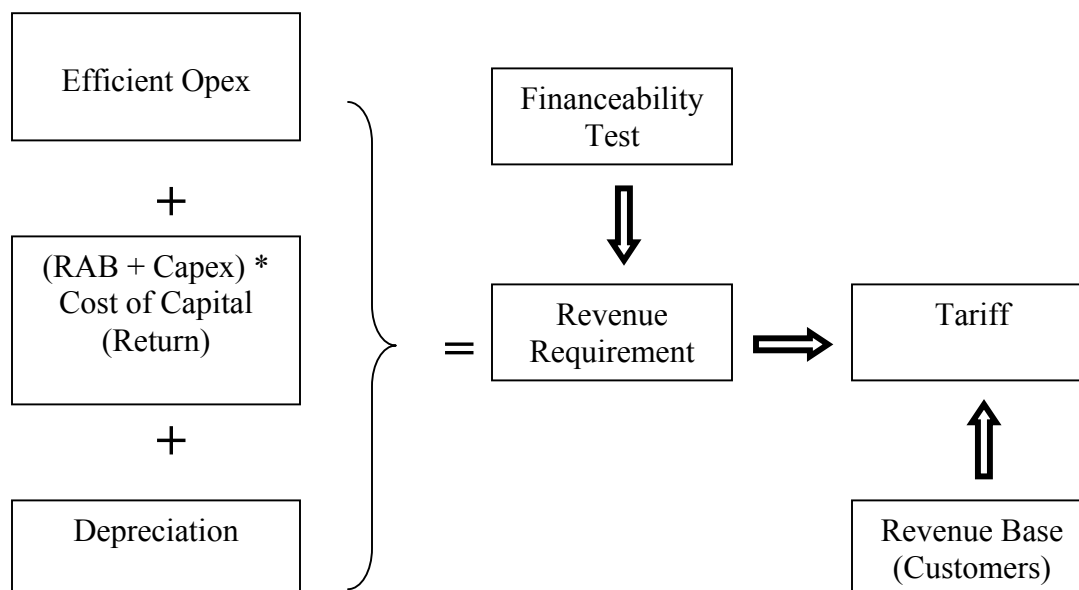 Efficient Opex
+
(RAB + Capex) *
Cost of Capital
(Return)
+
Depreciation
=
Financeability
Test
Revenue
Requirement
Tariff
Revenue Base
(Customers)